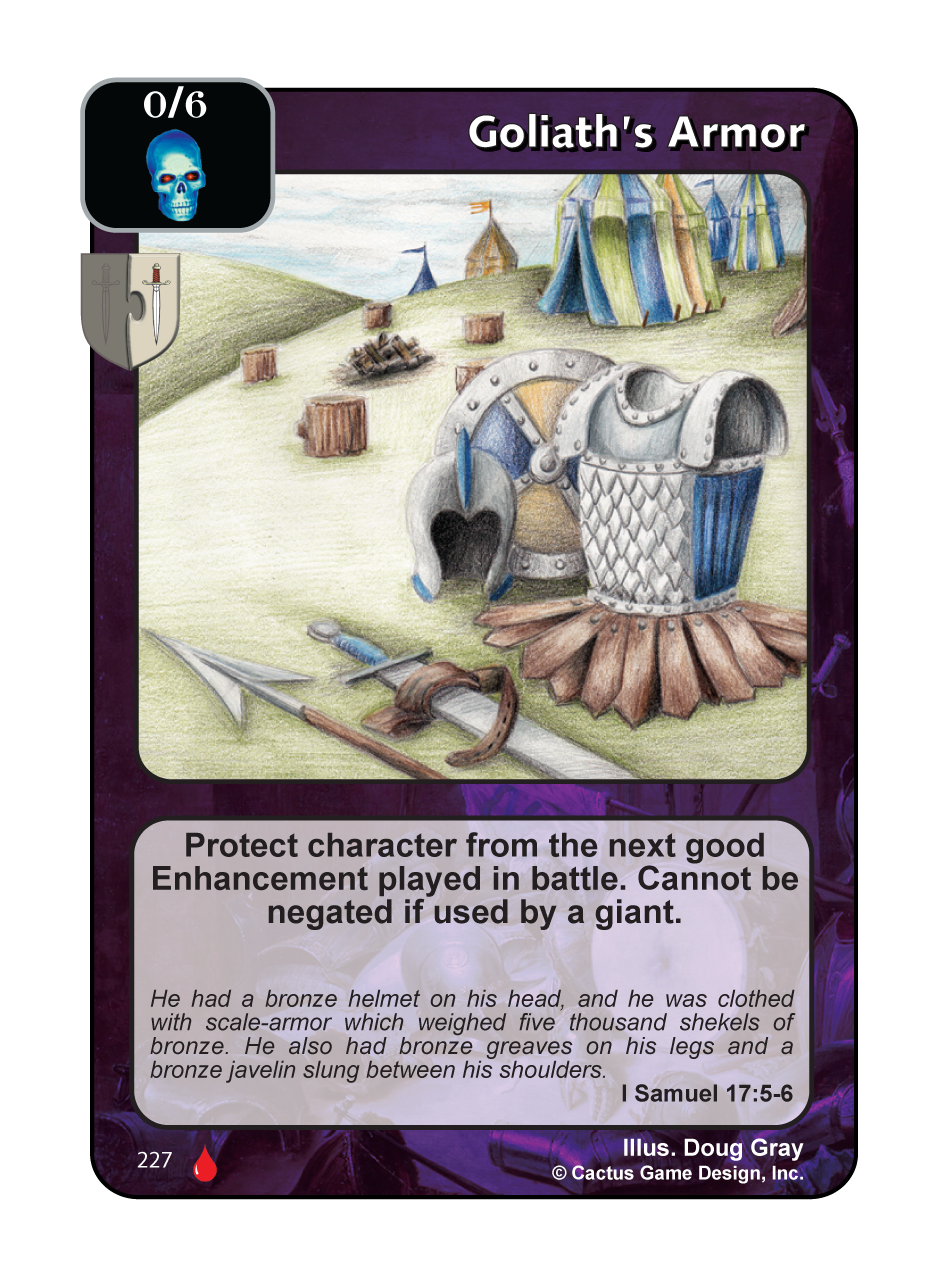 0/6
Goliath's Armor
Protect character from the next good
Enhancement played in battle. Cannot be
negated if used by a giant.
He had a bronze helmet on his head, and he was clothed
with scale-armor which weighed five thousand shekels of
bronze. He also had bronze greaves on his legs and a
bronze javelin slung between his shoulders.
I Samuel 17:5-6
227
Illus. Doug Gray
© Cactus Game Design, Inc.